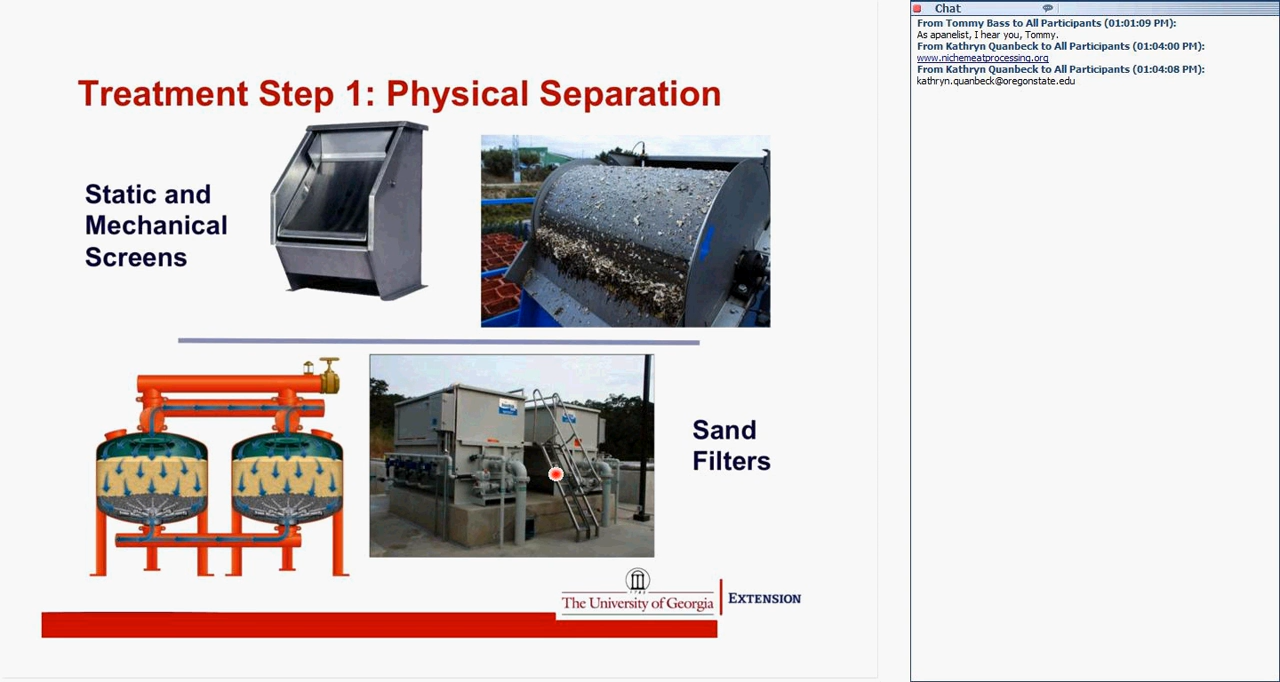 Treatment Step 1: Physical Separation
Static and
Mechanical
Screens
Sand
Filters
The University of Georgia
EXTENSION
Chat
From Tommy Bass to All Participants (01:01:09 PM):
As apanelist, I hear you, Tommy.
From Kathryn Quanbeck to All Participants (01:04:00 PM):
www.nichemeatprocessing.org
From Kathryn Quanbeck to All Participants (01:04:08 PM):
kathryn.quanbeck@oregonstate.edu